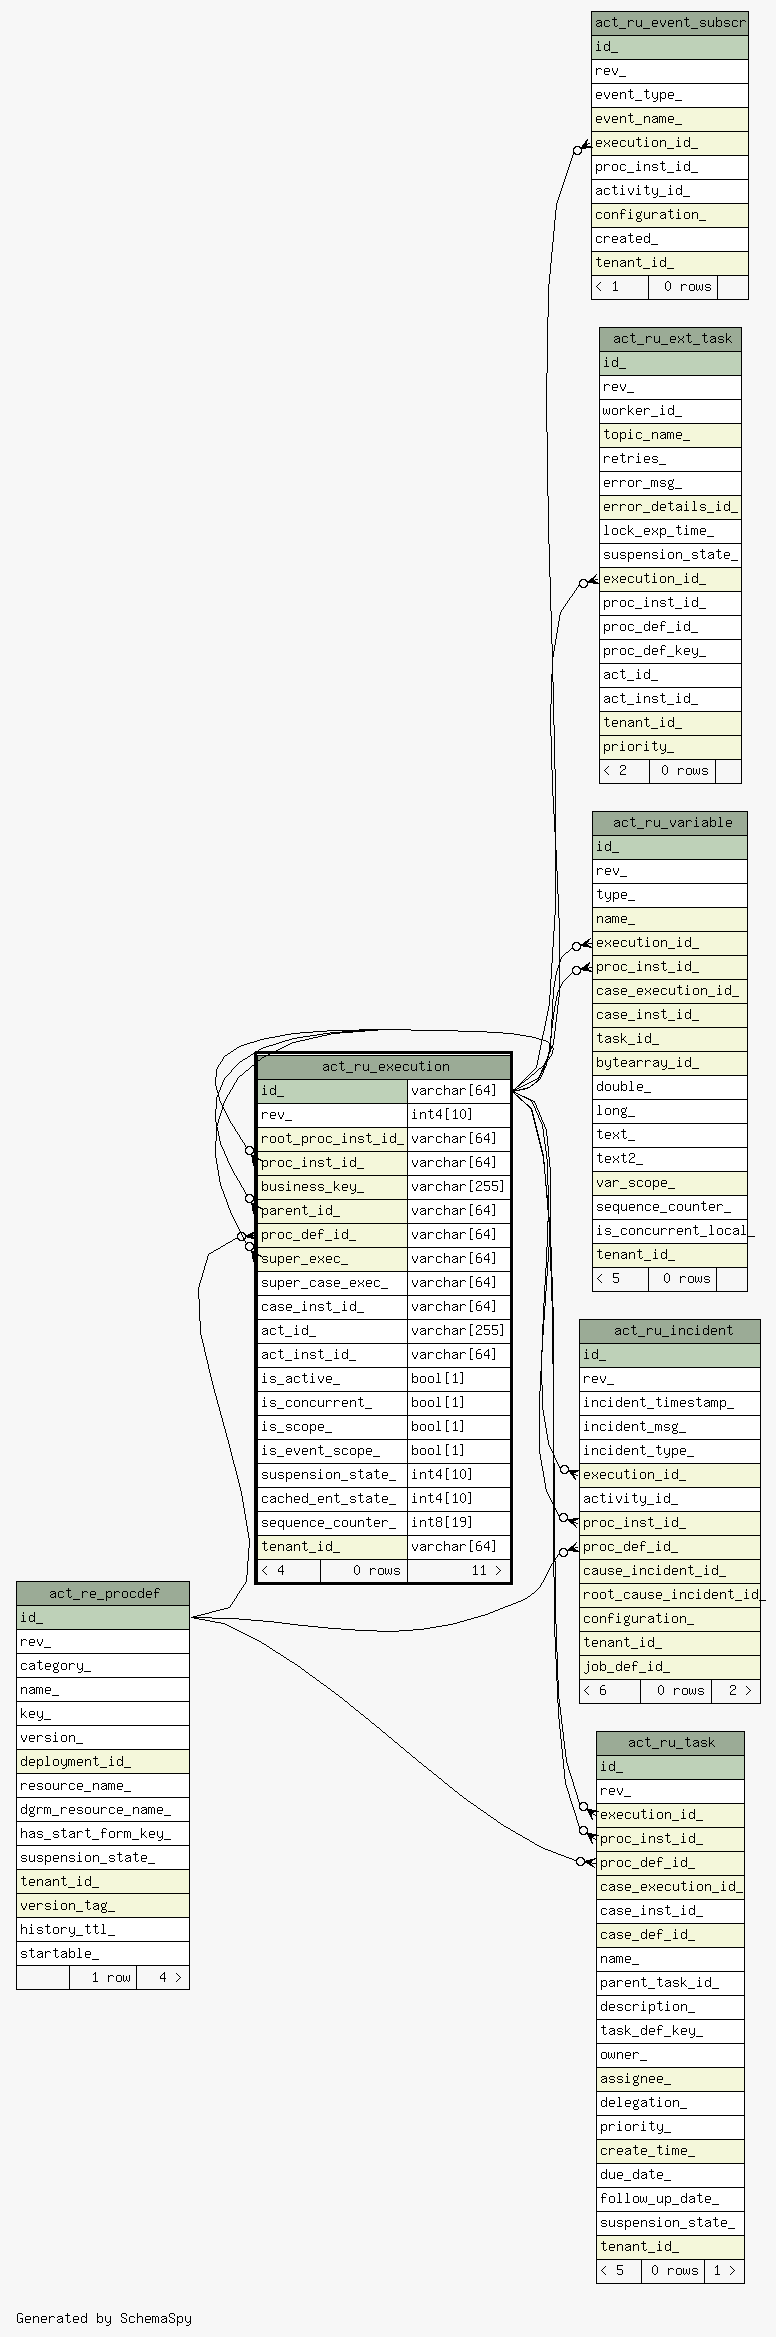 act_ru_event_subscr
id_
rev_
event_type_
event_name_
execution_id_
proc_inst_id_
activity_id_
configuration_
created_
tenant_id_
< 1 0 rows
act_ru_ext_task
id_
rev_
worker_id_
topic_name_
retries_
error_msg_
error_details_id_
lock_exp_time_
suspension_state_
execution_id_
proc_inst_id_
proc_def_id_
proc_def_key_
act_id_
act_inst_id_
tenant_id_
priority_
< 2 0 rows
act_ru_variable
id_
rev_
type_
name_
execution_id_
proc_inst_id_
case_execution_id_
case_inst_id_
task_id_
bytearray_id_
double_
long_
text_
text2_
var_scope_
sequence_counter_
is_concurrent_local_
tenant_id_
< 5 0 rows
act_ru_execution
id_ varchar[64]
rev_ int4[10]
root_proc_inst_id_ varchar[64]
proc_inst_id_ varchar[64]
business_key_ varchar[255]
parent_id_ varchar[64]
proc_def_id_ varchar[64]
super_exec_ varchar[64]
super_case_exec_ varchar[64]
case_inst_id_ varchar[64]
act_id_ varchar[255]
act_inst_id_ varchar[64]
is_active_ bool[1]
is_concurrent_ bool[1]
is_scope_ bool[1]
is_event_scope_ bool[1]
suspension_state_ int4[10]
cached_ent_state_ int4[10]
sequence_counter_ int8[19]
tenant_id_ varchar[64]
< 4 0 rows 11 >
act_ru_incident
id_
rev_
incident_timestamp_
incident_msg_
incident_type_
execution_id_
activity_id_
proc_inst_id_
proc_def_id_
cause_incident_id_
root_cause_incident_id_
configuration_
tenant_id_
job_def_id_
< 6 0 rows 2 >
act_re_procdef
id_
rev_
category_
name_
key_
version_
deployment_id_
resource_name_
dgrm_resource_name_
has_start_form_key_
suspension_state_
tenant_id_
version_tag_
history_ttl_
startable_
1 row 4 >
act_ru_task
id_
rev_
execution_id_
proc_inst_id_
proc_def_id_
case_execution_id_
case_inst_id_
case_def_id_
name_
parent_task_id_
description_
task_def_key_
owner_
assignee_
delegation_
priority_
create_time_
due_date_
follow_up_date_
suspension_state_
tenant_id_
< 5 0 rows 1 >
Generated by SchemaSpy